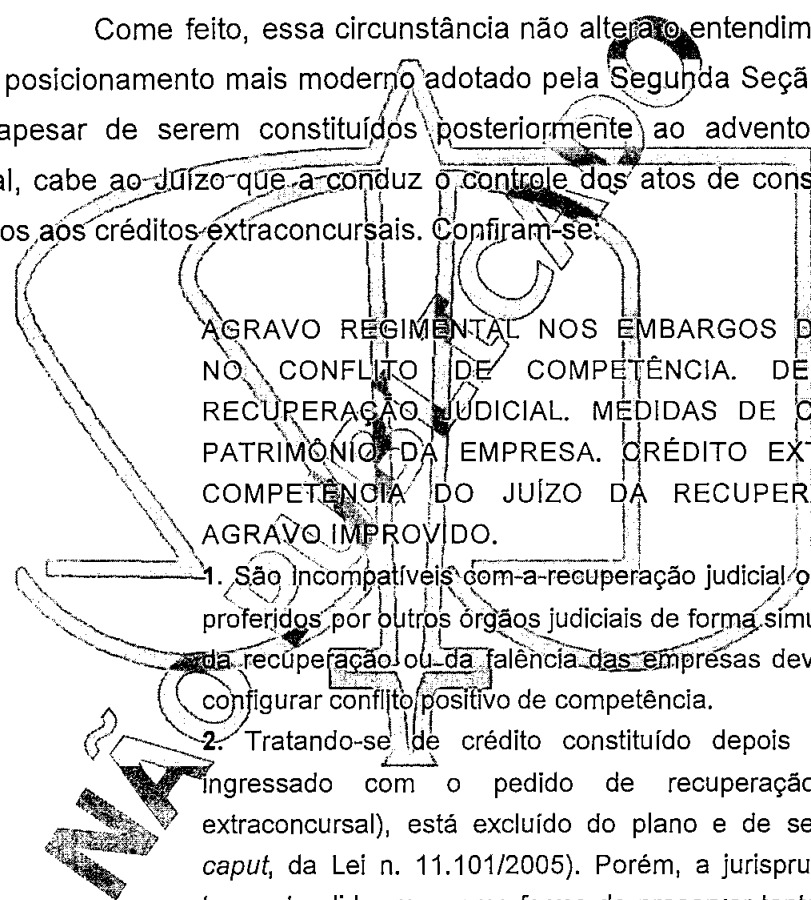 Come feito, essa circunstância não altera o entendim
posicionamento mais moderno adotado pela Segunda Seçã
apesar de serem constituídos posteriormente ao advento
al, cabe ao Juízo que a conduz o controle dos atos de cons
os aos créditos extraconcursais. Confiram-se:
AGRAVO REGIMENTAL NOS EMBARGOS D
NO CONFLITO DE COMPETÊNCIA. DE
RECUPERAÇÃO JUDICIAL. MEDIDAS DE C
PATRIMÔNIO DA EMPRESA. CRÉDITO EXT
COMPETÊNCIA DO JUÍZO DA RECUPER
AGRAVO IMPROVIDO.
1. São incompatíveis com a recuperação judicial o
proferidos por outros órgãos judiciais de forma simu
da recuperação ou da falência das empresas dev
configurar conflito positivo de competência.
2. Tratando-se de crédito constituído depois
ingressado com o pedido de recuperação
extraconcursal), está excluído do plano e de se
caput, da Lei n. 11.101/2005). Porém, a jurispru
NÃO PUBLICADO